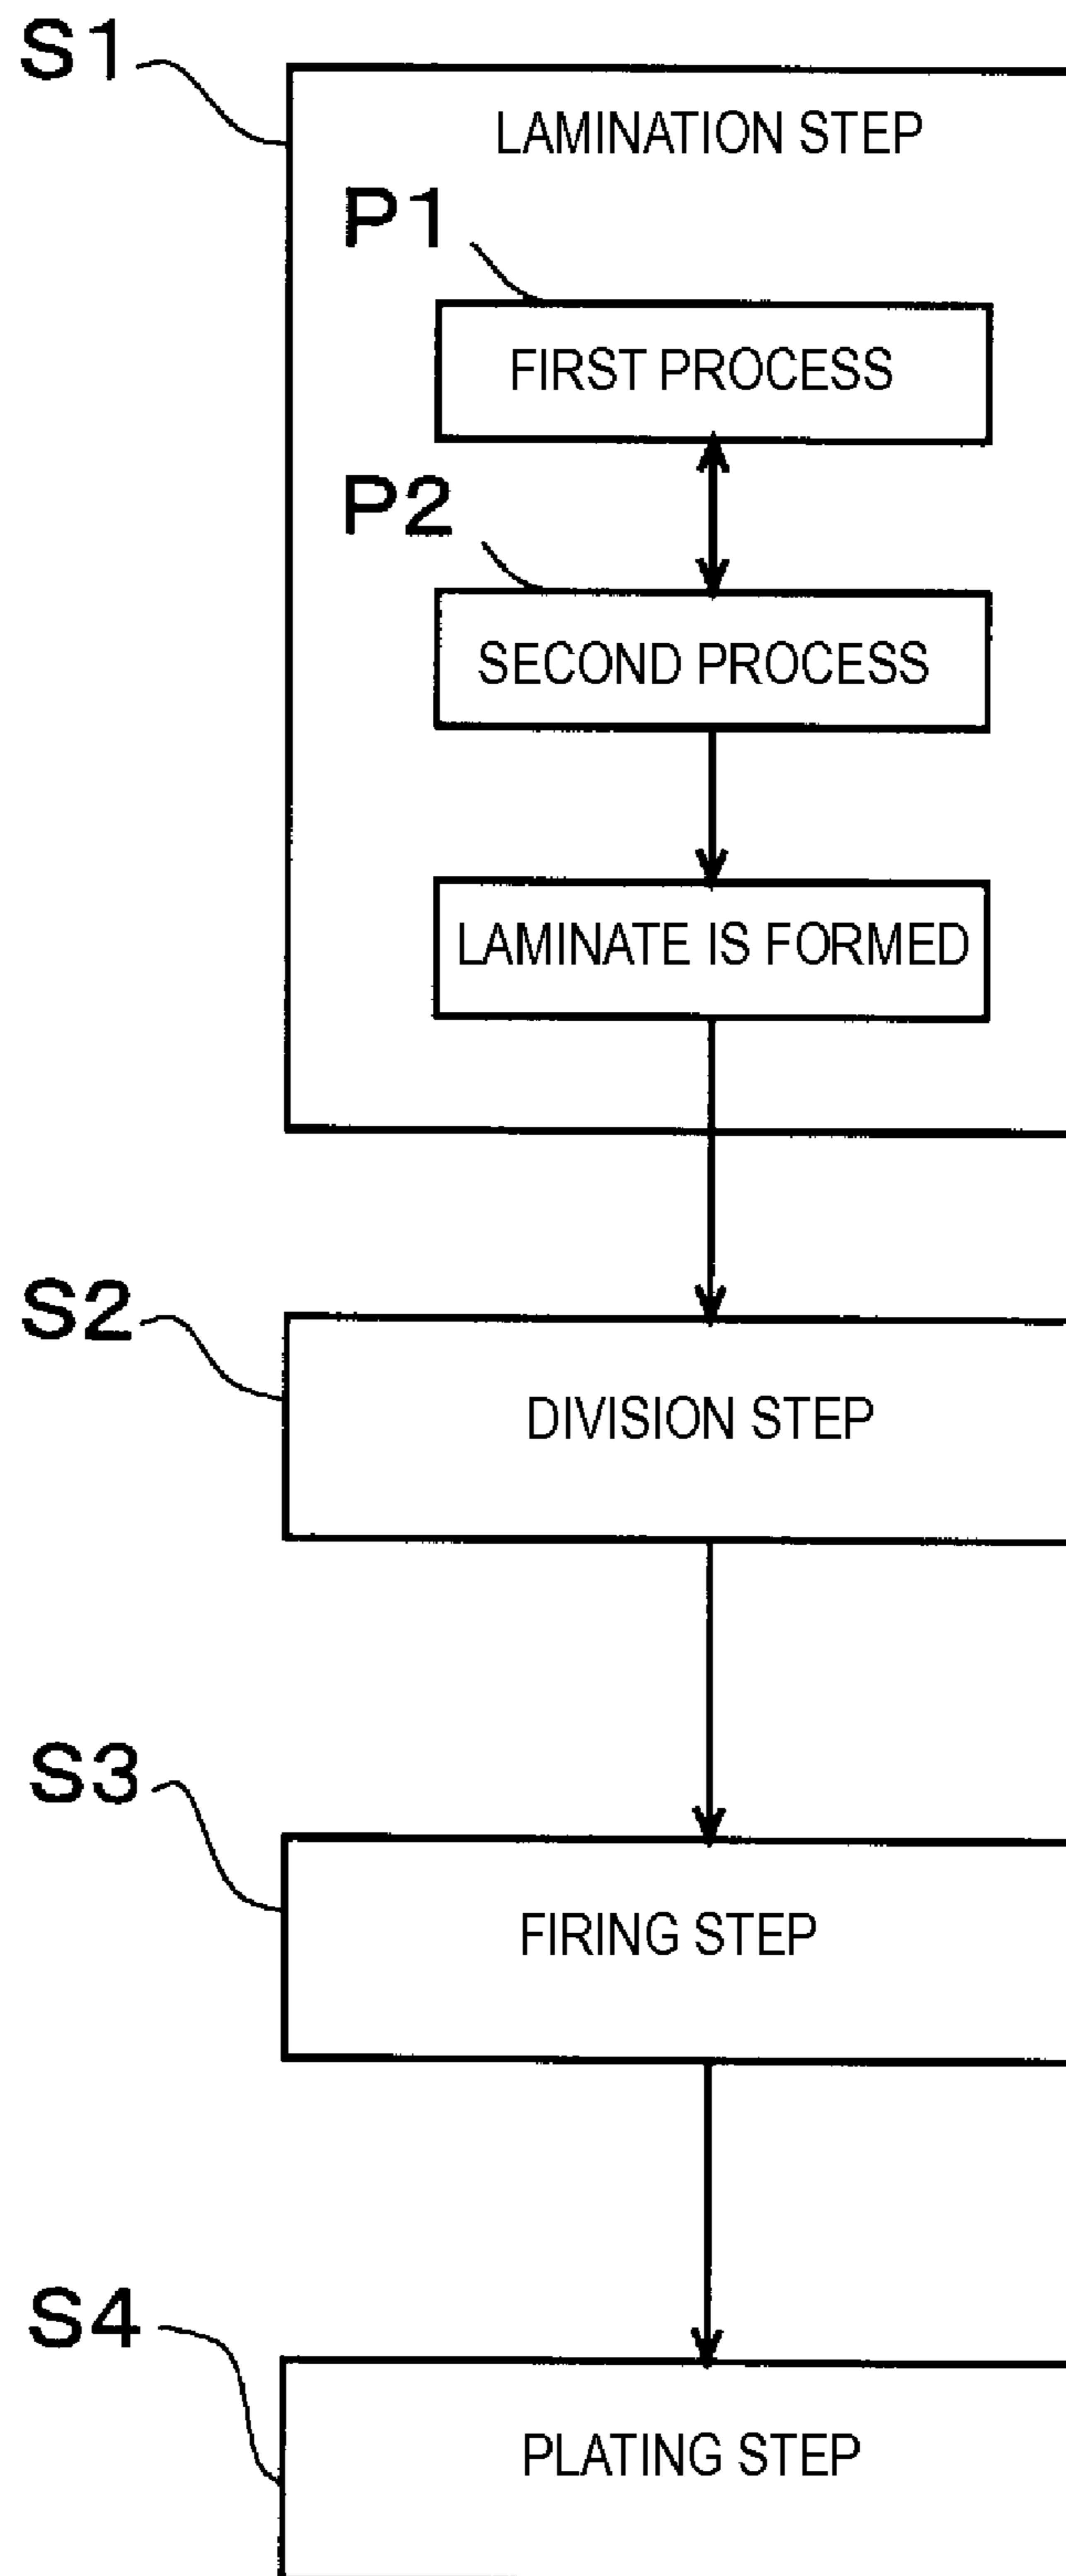 S1
LAMINATION STEP
P1
FIRST PROCESS
P2
SECOND PROCESS
LAMINATE IS FORMED
S2
DIVISION STEP
S3
FIRING STEP
S4
PLATING STEP